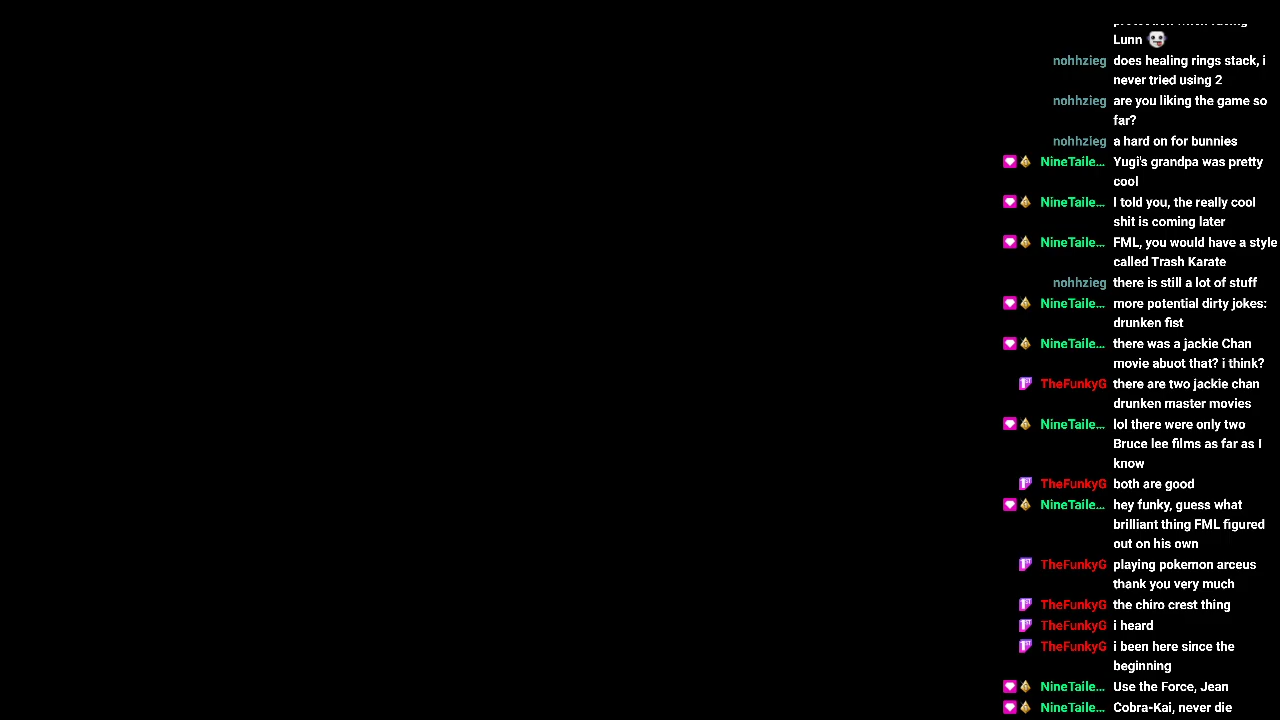 Lunn
nohhzieg does healing rings stack, i
never tried using 2
nohhzieg are you liking the game so
far?
nohhzieg a hard on for bunnies
NineTaile... Yugi's grandpa was pretty
cool
NineTaile... I told you, the really cool
shit is coming later
NineTaile... FML, you would have a style
called Trash Karate
nohhzieg there is still a lot of stuff
NineTaile... more potential dirty jokes:
drunken fist
NineTaile... there was a jackie Chan
movie abuot that? i think?
TheFunkyG there are two jackie chan
drunken master movies
NineTaile... lol there were only two
Bruce lee films as far as I
know
TheFunkyG both are good
NineTaile... hey funky, guess what
brilliant thing FML figured
out on his own
TheFunkyG playing pokemon arceus
thank you very much
TheFunkyG the chiro crest thing
TheFunkyG i heard
TheFunkyG i been here since the
beginning
NineTaile... Use the Force, Jean
NineTaile... Cobra-Kai, never die